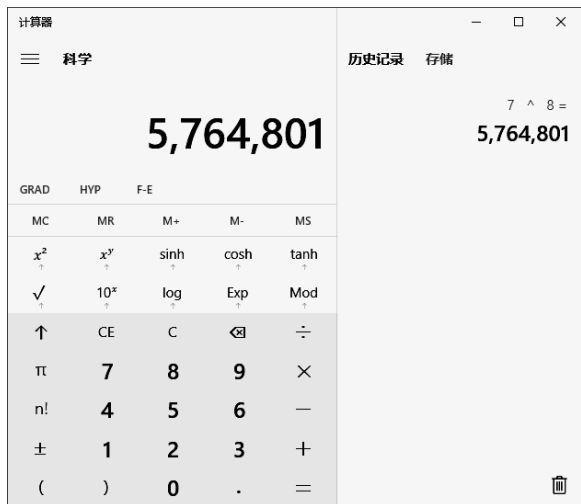 计算器
科学
历史记录 存储
7 ^ 8 =
5,764,801
5,764,801
GRAD HYP F-E
MC MR M+ M- MS
x² xʸ sinh cosh tanh
√ 10ˣ log Exp Mod
↑ CE C ⌫ ÷
π 7 8 9 ×
n! 4 5 6 −
± 1 2 3 +
( ) 0 . =